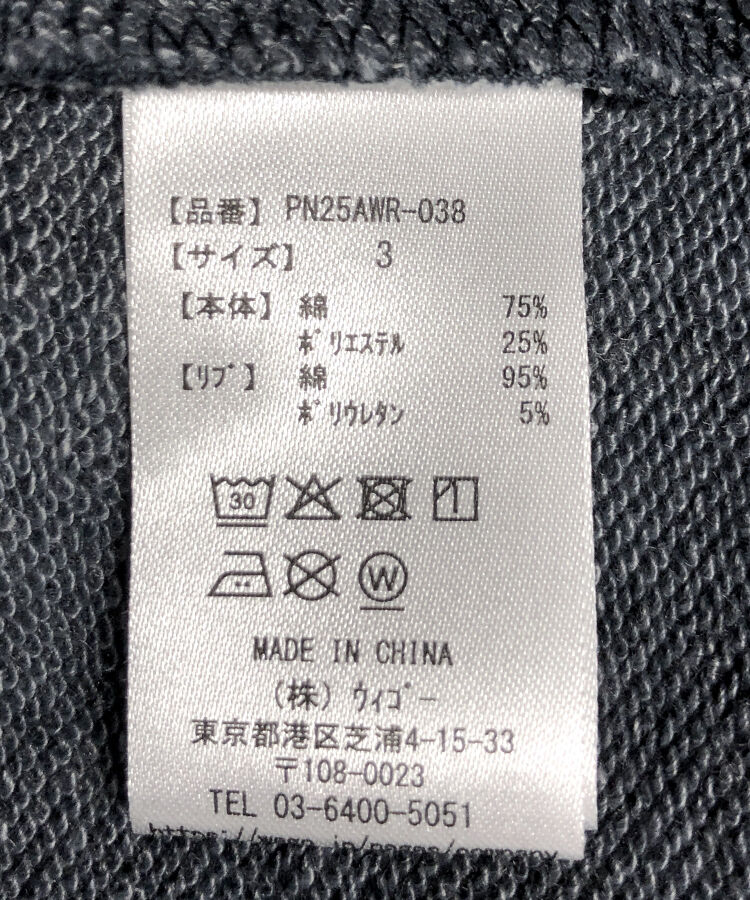 【品番】 PN25AWR-038
【サイズ】 3
【本体】 綿 75%
ﾎﾟﾘｴｽﾃﾙ 25%
【ﾘﾌﾞ】 綿 95%
ﾎﾟﾘｳﾚﾀﾝ 5%
30
W
MADE IN CHINA
(株) ｳｨｺﾞｰ
東京都港区芝浦4-15-33
〒108-0023
TEL 03-6400-5051